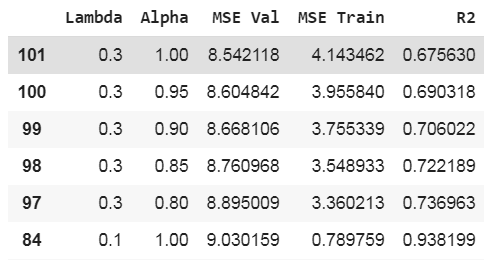 Lambda Alpha MSE Val MSE Train R2
101 0.3 1.00 8.542118 4.143462 0.675630
100 0.3 0.95 8.604842 3.955840 0.690318
99 0.3 0.90 8.668106 3.755339 0.706022
98 0.3 0.85 8.760968 3.548933 0.722189
97 0.3 0.80 8.895009 3.360213 0.736963
84 0.1 1.00 9.030159 0.789759 0.938199